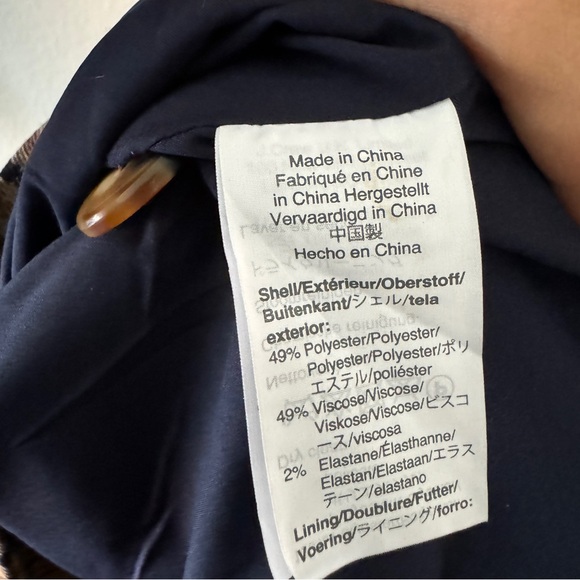 Made in China
Fabriqué en Chine
in China Hergestellt
Vervaardigd in China
中国製
Hecho en China
Shell/Extérieur/Oberstoff/
Buitenkant/シェル/tela
exterior:
49% Polyester/Polyester/
Polyester/Polyester/ポリ
エステル/poliéster
49% Viscose/Viscose/
Viskose/Viscose/ビスコ
ース/viscosa
2% Elastane/Élasthanne/
Elastan/Elastaan/エラス
テーン/elastano
Lining/Doublure/Futter/
Voering/ライニング/forro: